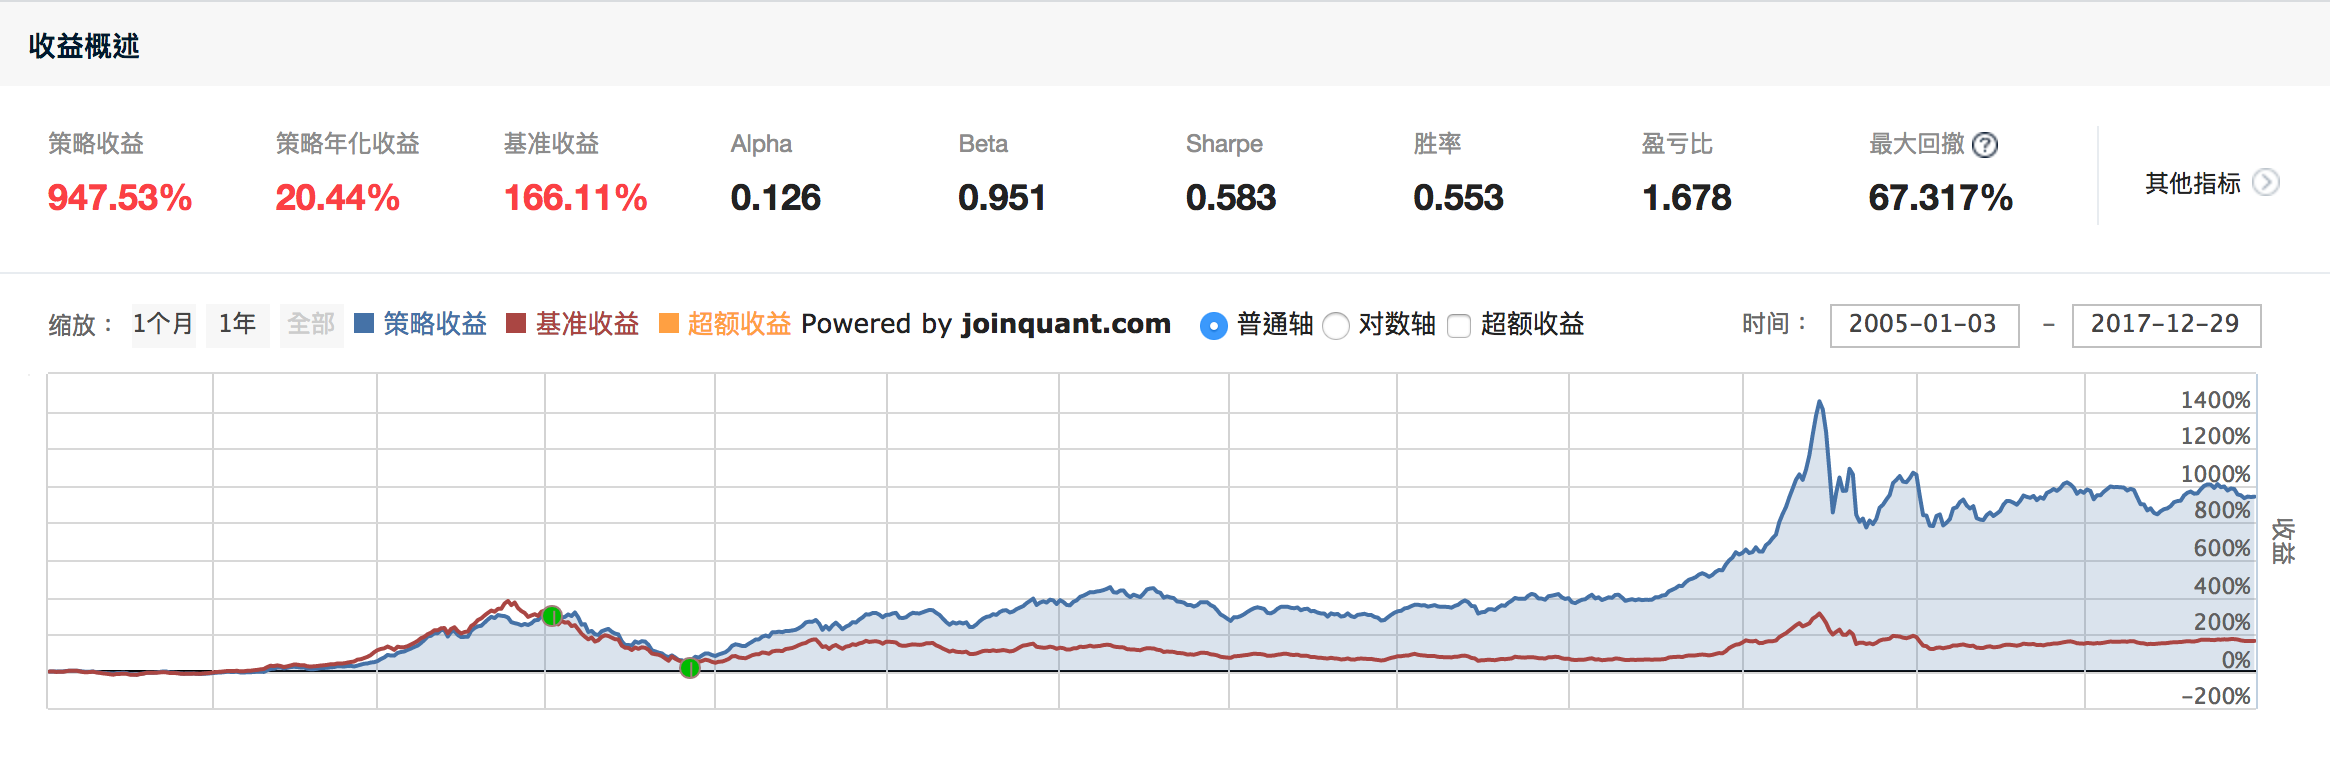 收益概述
策略收益 策略年化收益 基准收益 Alpha Beta Sharpe 胜率 盈亏比 最大回撤 ?
947.53% 20.44% 166.11% 0.126 0.951 0.583 0.553 1.678 67.317%
其他指标
缩放： 1个月 1年 全部 策略收益 基准收益 超额收益 Powered by joinquant.com 普通轴 对数轴 超额收益 时间： 2005-01-03 – 2017-12-29
1400%
1200%
1000%
800%
600%
400%
200%
0%
-200%
收益